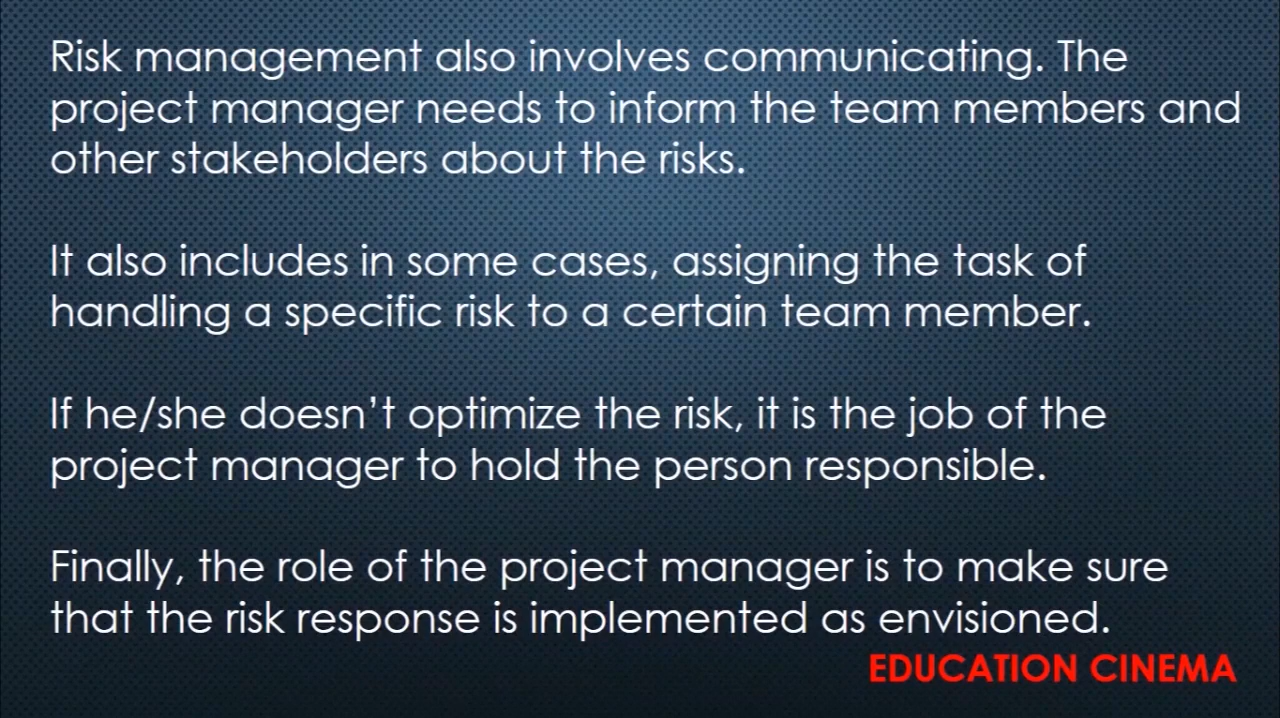 Risk management also involves communicating. The
project manager needs to inform the team members and
other stakeholders about the risks.
It also includes in some cases, assigning the task of
handling a specific risk to a certain team member.
If he/she doesn’t optimize the risk, it is the job of the
project manager to hold the person responsible.
Finally, the role of the project manager is to make sure
that the risk response is implemented as envisioned.
EDUCATION CINEMA